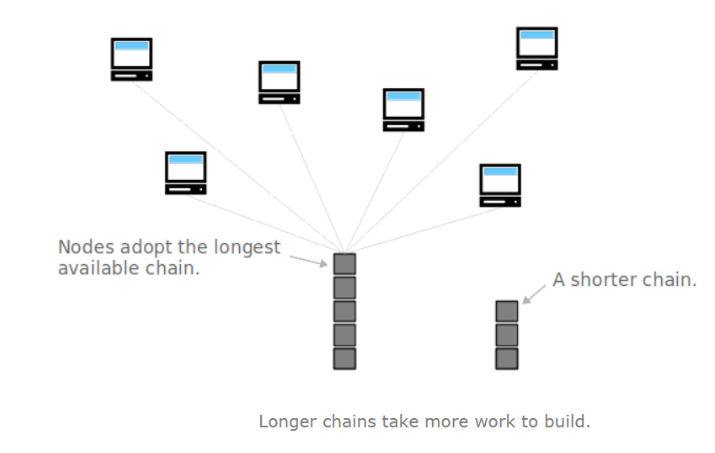 Nodes adopt the longest
available chain.
A shorter chain.
Longer chains take more work to build.